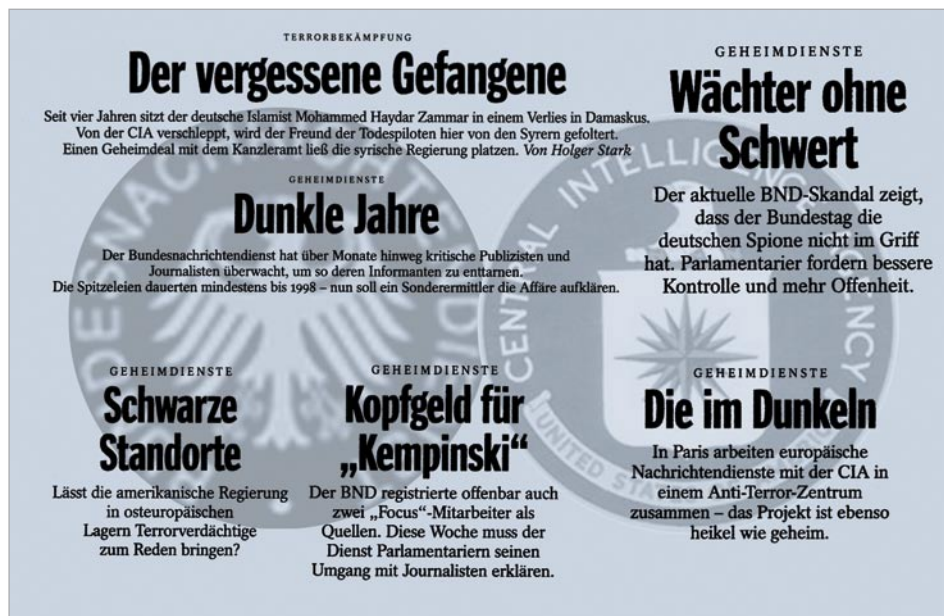 TERRORBEKÄMPFUNG
Der vergessene Gefangene
Seit vier Jahren sitzt der deutsche Islamist Mohammed Haydar Zammar in einem Verlies in Damaskus.
Von der CIA verschleppt, wird der Freund der Todespiloten hier von den Syrern gefoltert.
Einen Geheimdeal mit dem Kanzleramt ließ die syrische Regierung platzen. Von Holger Stark
GEHEIMDIENSTE
Wächter ohne
Schwert
Der aktuelle BND-Skandal zeigt,
dass der Bundestag die
deutschen Spione nicht im Griff
hat. Parlamentarier fordern bessere
Kontrolle und mehr Offenheit.
GEHEIMDIENSTE
Dunkle Jahre
Der Bundesnachrichtendienst hat über Monate hinweg kritische Publizisten und
Journalisten überwacht, um so deren Informanten zu enttarnen.
Die Spitzeleien dauerten mindestens bis 1998 – nun soll ein Sonderermittler die Affäre aufklären.
GEHEIMDIENSTE
Schwarze
Standorte
Lässt die amerikanische Regierung
in osteuropäischen
Lagern Terrorverdächtige
zum Reden bringen?
GEHEIMDIENSTE
Kopfgeld für
„Kempinski“
Der BND registrierte offenbar auch
zwei „Focus“-Mitarbeiter als
Quellen. Diese Woche muss der
Dienst Parlamentariern seinen
Umgang mit Journalisten erklären.
GEHEIMDIENSTE
Die im Dunkeln
In Paris arbeiten europäische
Nachrichtendienste mit der CIA in
einem Anti-Terror-Zentrum
zusammen – das Projekt ist ebenso
heikel wie geheim.
CENTRAL INTELLIGENCE AGENCY
UNITED STATES OF